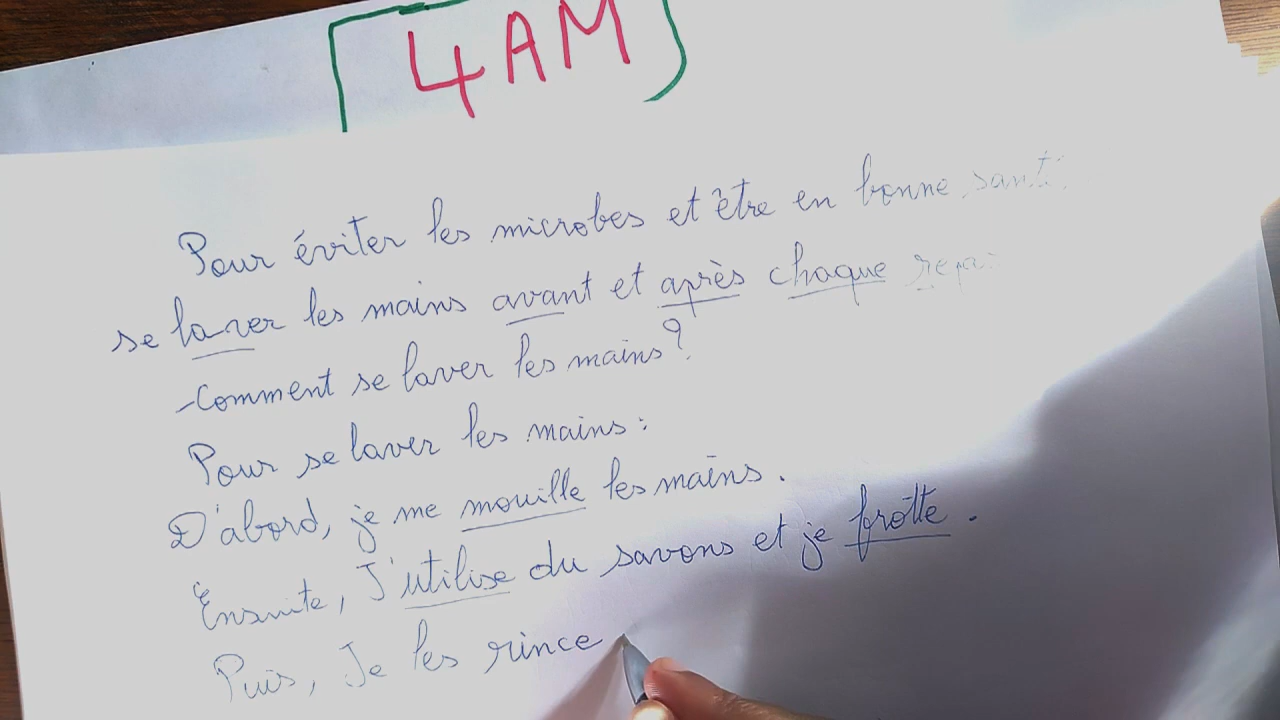 4 AM
Pour éviter les microbes et être en bonne
se laver les mains avant et après chaque
-Comment se laver les mains ?
Pour se laver les mains :
D'abord, je me mouille les mains .
Ensuite, J'utilise du savons et je frotte .
Puis, Je les rince